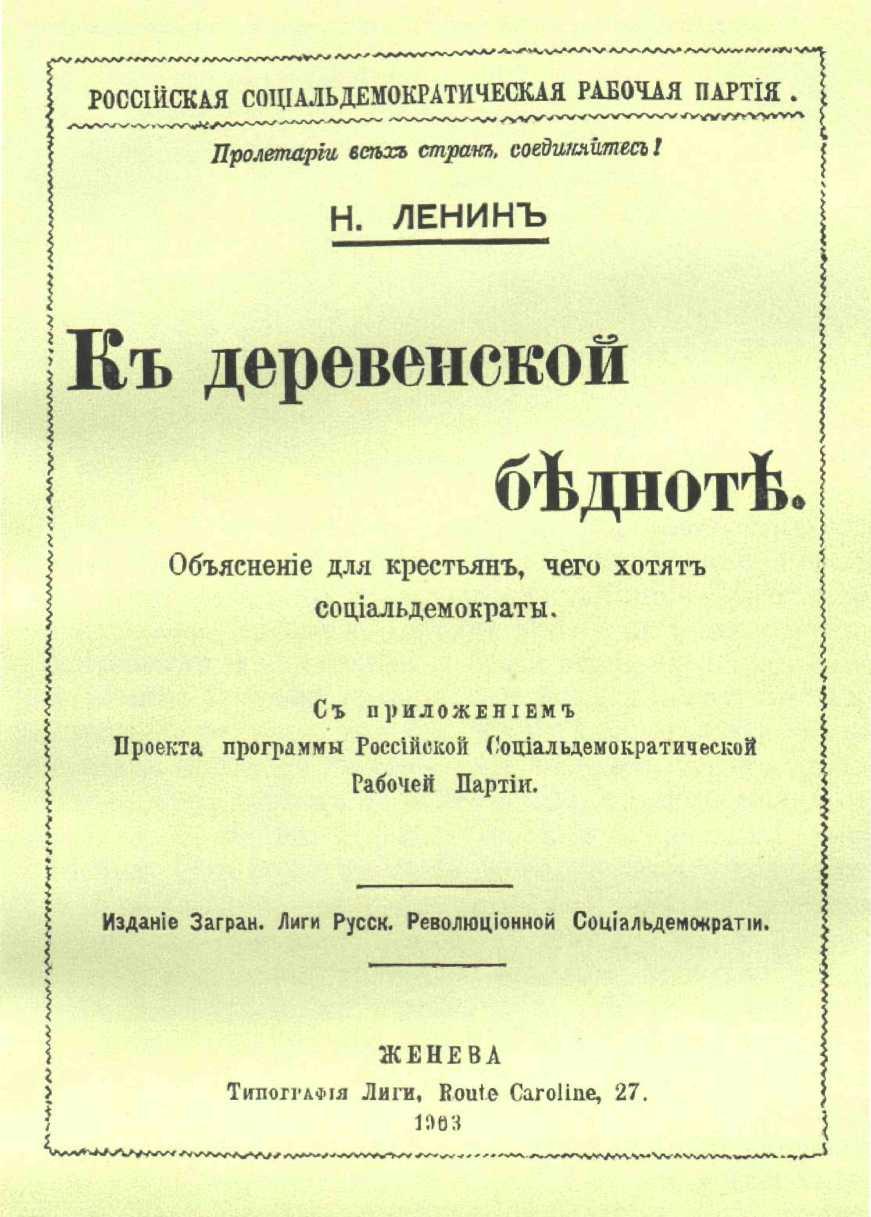 РОССІЙСКАЯ СОЦІАЛЬДЕМОКРАТИЧЕСКАЯ РАБОЧАЯ ПАРТІЯ.
Пролетаріи всѣхъ странъ, соединяйтесь!
Н. ЛЕНИНЪ
Къ деревенской
бѣднотѣ.
Объясненіе для крестьянъ, чего хотятъ
соціальдемократы.
Съ приложеніемъ
Проекта программы Россійской Соціальдемократической
Рабочей Партіи.
Изданіе Загран. Лиги Русск. Революціонной Соціальдемократіи.
ЖЕНЕВА
Типографія Лиги, Route Caroline, 27.
1903